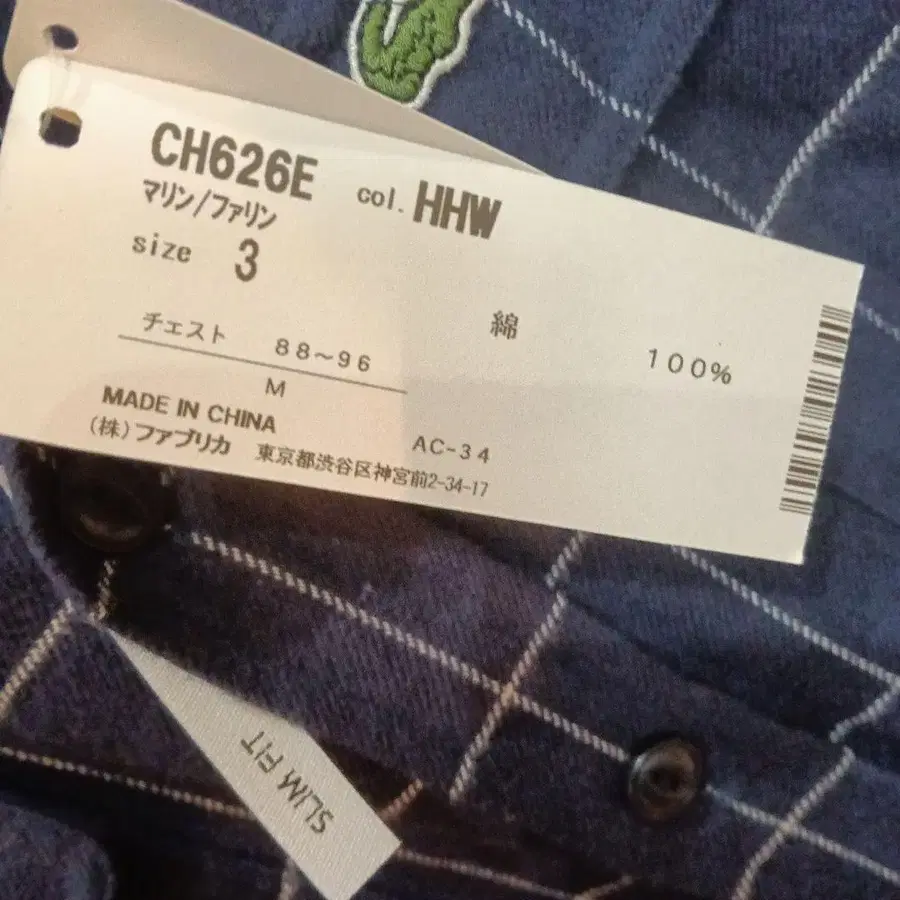 CH626E col. HHW
マリン/ファリン
size 3
チェスト 88~96
M
綿 100%
MADE IN CHINA
AC-34
(株)ファブリカ 東京都渋谷区神宮前2-34-17
SLIM FIT